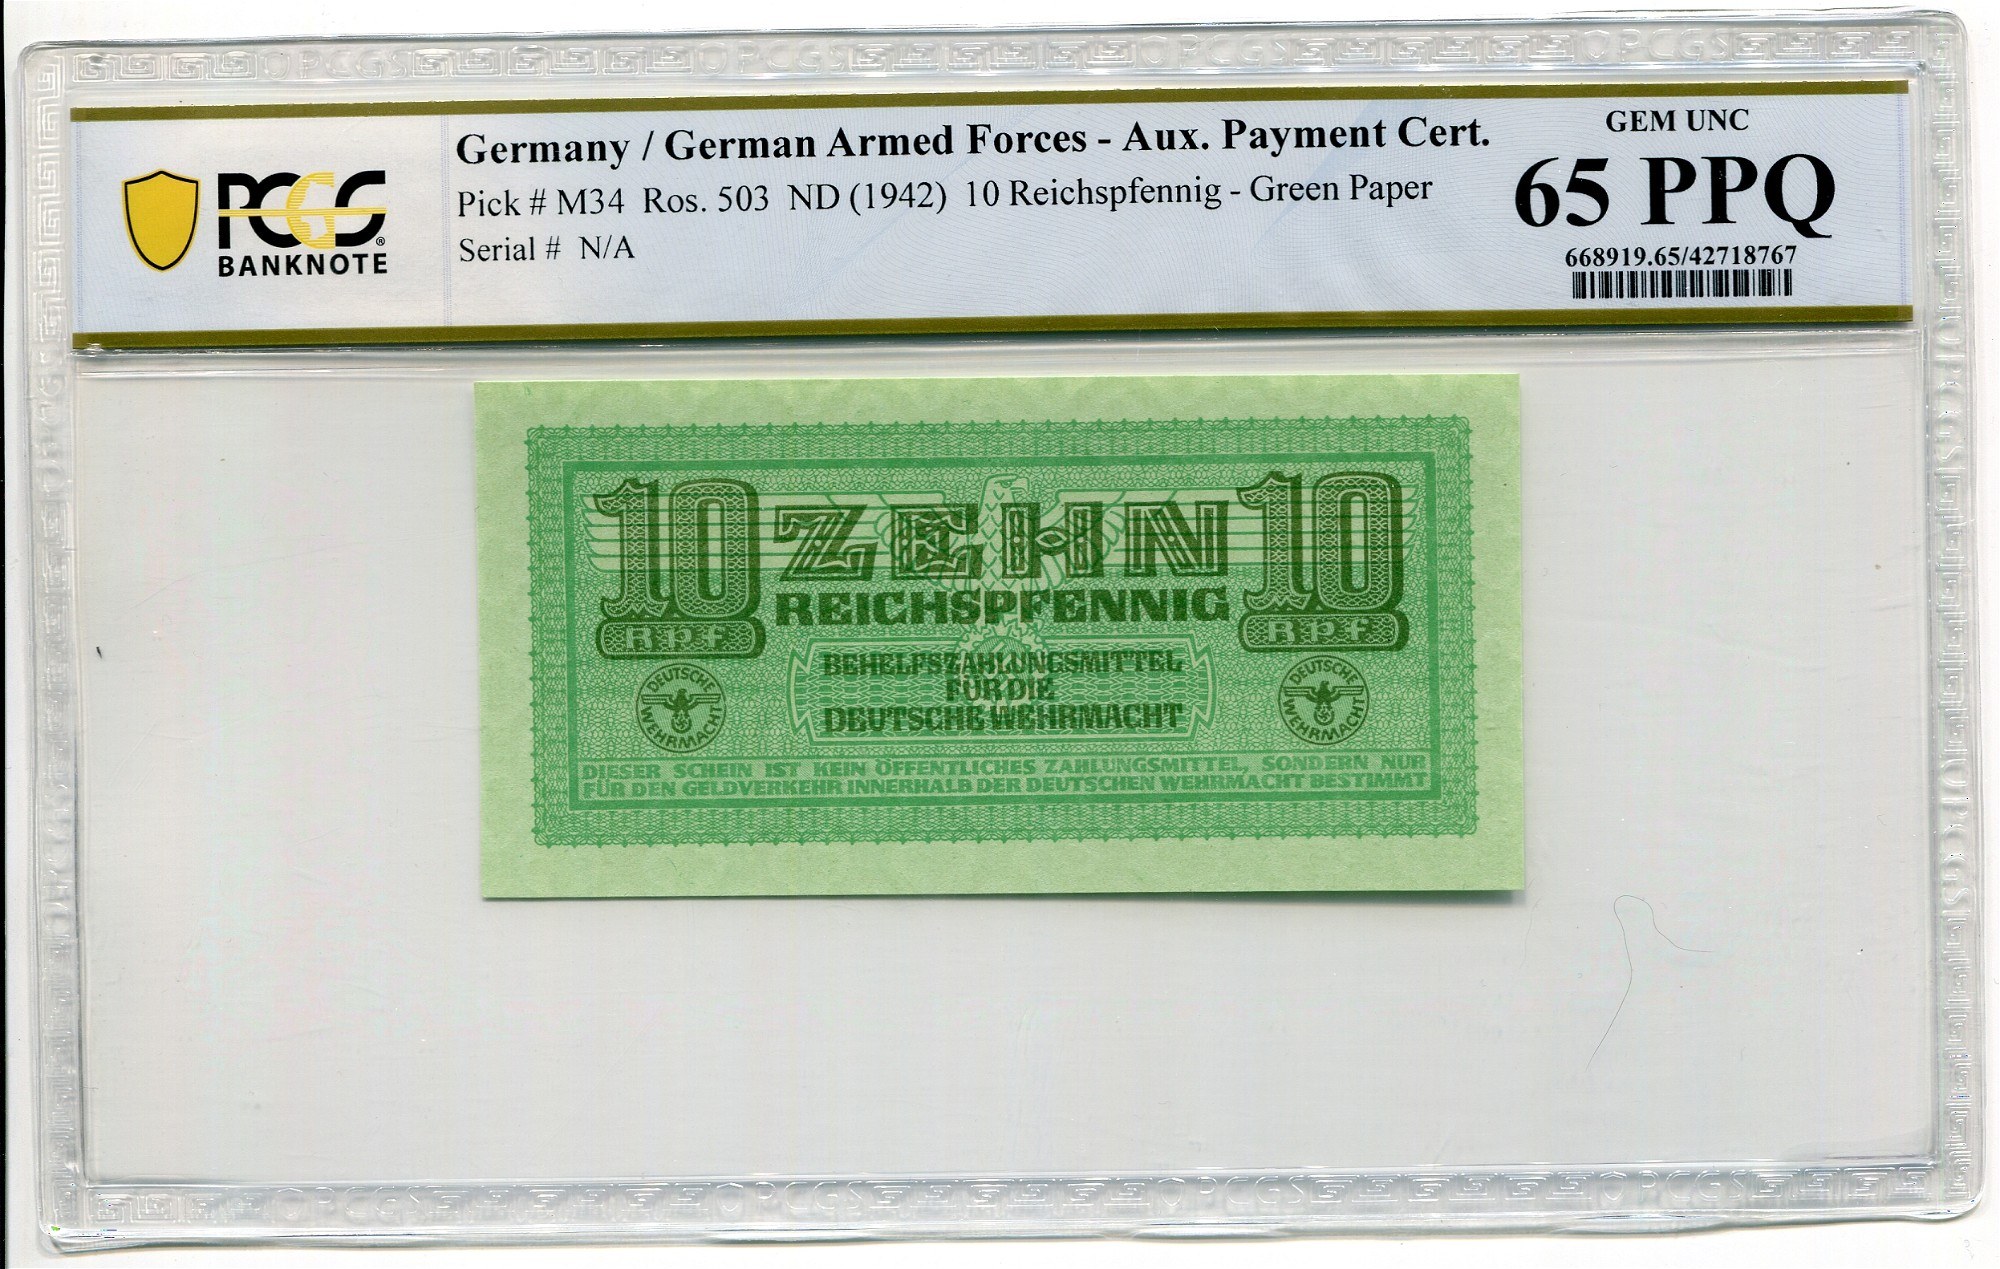 Germany / German Armed Forces - Aux. Payment Cert.
Pick # M34 Ros. 503 ND (1942) 10 Reichspfennig - Green Paper
Serial # N/A
PCGS®
BANKNOTE
GEM UNC
65 PPQ
668919.65/42718767
10 ZEHN 10
REICHSPFENNIG
Rpf Rpf
BEHELFSZAHLUNGSMITTEL
FÜR DIE
DEUTSCHE WEHRMACHT
DEUTSCHE WEHRMACHT
DEUTSCHE WEHRMACHT
DIESER SCHEIN IST KEIN ÖFFENTLICHES ZAHLUNGSMITTEL, SONDERN NUR
FÜR DEN GELDVERKEHR INNERHALB DER DEUTSCHEN WEHRMACHT BESTIMMT